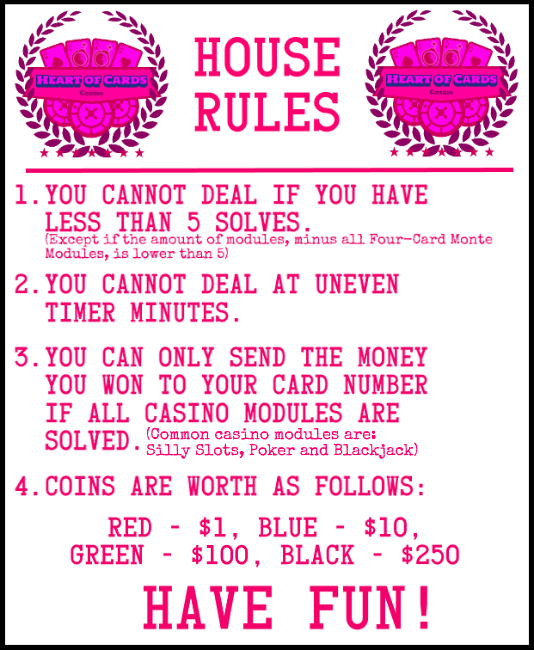 HEART OF CARDS
Casino
HOUSE
RULES
HEART OF CARDS
Casino
1. YOU CANNOT DEAL IF YOU HAVE
LESS THAN 5 SOLVES.
(Except if the amount of modules, minus all Four-Card Monte
Modules, is lower than 5)
2. YOU CANNOT DEAL AT UNEVEN
TIMER MINUTES.
3. YOU CAN ONLY SEND THE MONEY
YOU WON TO YOUR CARD NUMBER
IF ALL CASINO MODULES ARE
SOLVED. (Common casino modules are:
Silly Slots, Poker and Blackjack)
4. COINS ARE WORTH AS FOLLOWS:
RED - $1, BLUE - $10,
GREEN - $100, BLACK - $250
HAVE FUN!